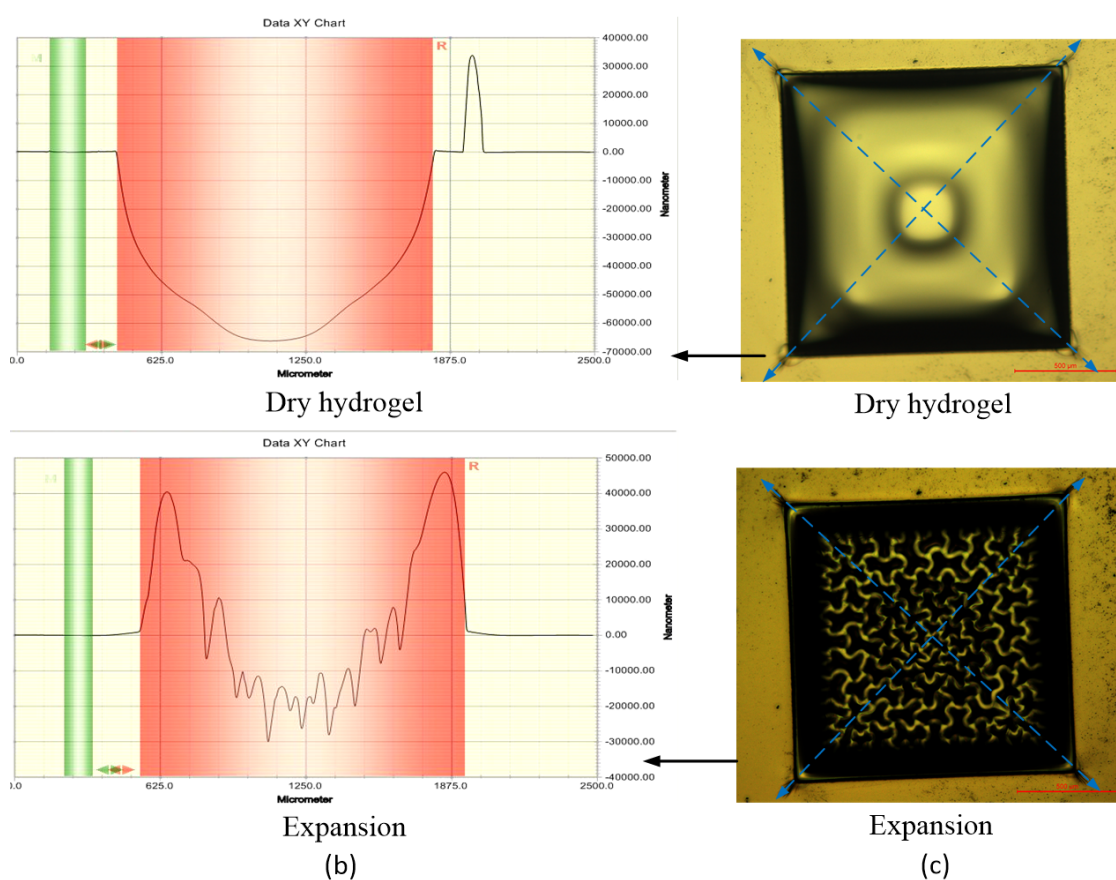 Data XY Chart
M
R
40000.00
30000.00
20000.00
10000.00
0.00
-10000.00
-20000.00
-30000.00
-40000.00
-50000.00
-60000.00
-70000.00
Nanometer
0.0 625.0 1250.0 1875.0 2500.0
Micrometer
500 µm
Dry hydrogel Dry hydrogel
Data XY Chart
R
50000.00
40000.00
30000.00
20000.00
10000.00
0.00
-10000.00
-20000.00
-30000.00
-40000.00
Nanometer
0.0 625.0 1250.0 1875.0 2500.0
Micrometer
Expansion Expansion
(b) (c)